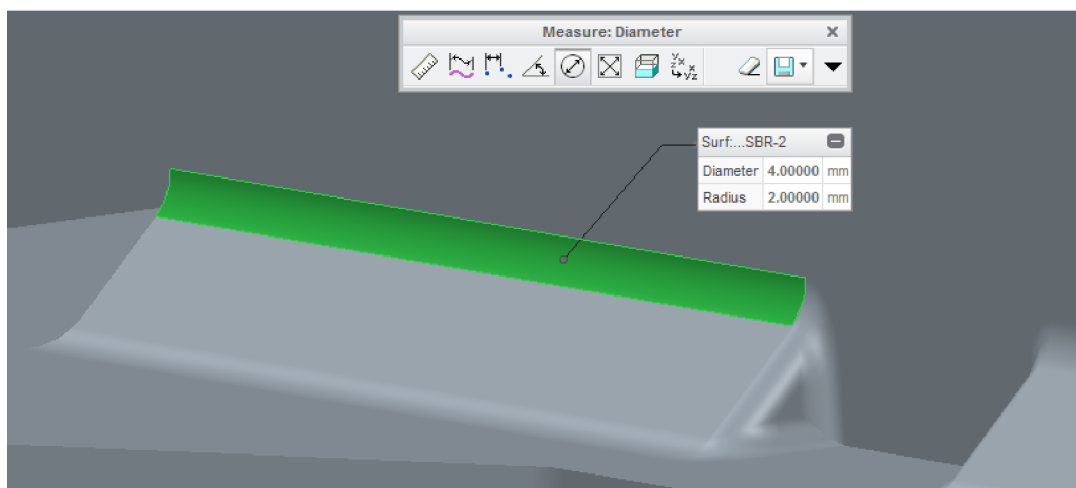 Measure: Diameter
Surf:...SBR-2
Diameter 4.00000 mm
Radius 2.00000 mm